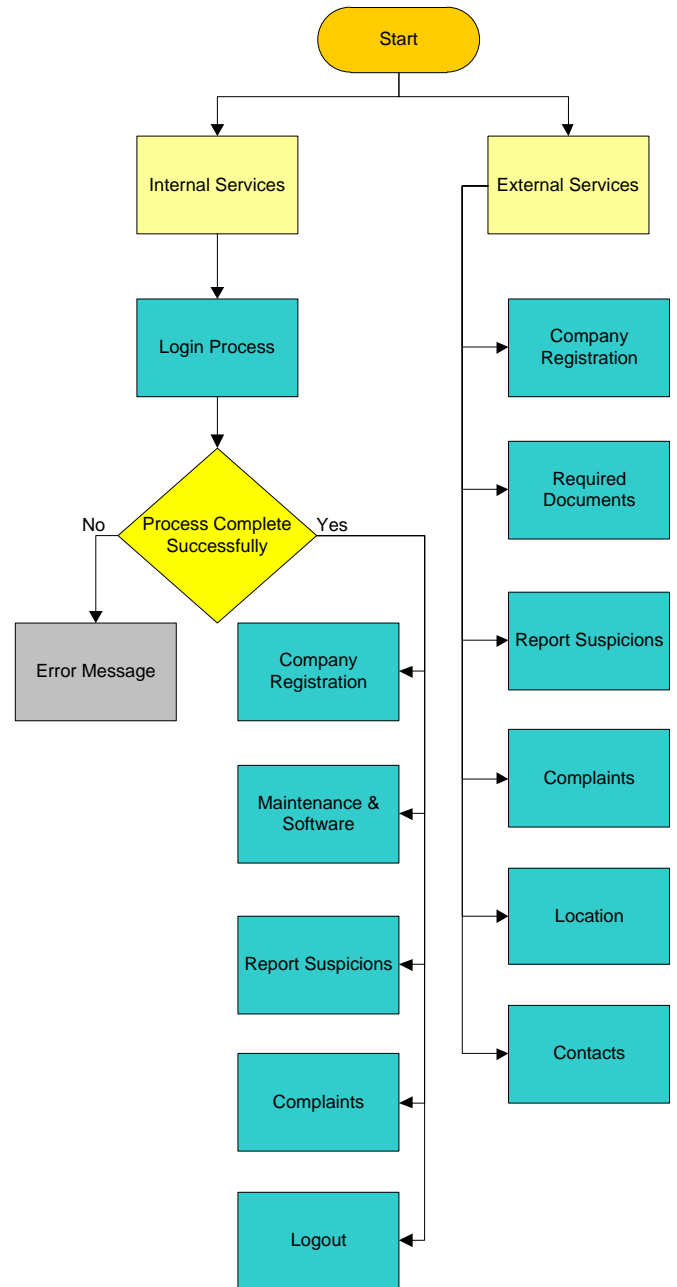 Start
Internal Services
External Services
Login Process
Company
Registration
No
Process Complete
Successfully
Yes
Required
Documents
Error Message
Company
Registration
Report Suspicions
Maintenance &
Software
Complaints
Report Suspicions
Location
Complaints
Contacts
Logout